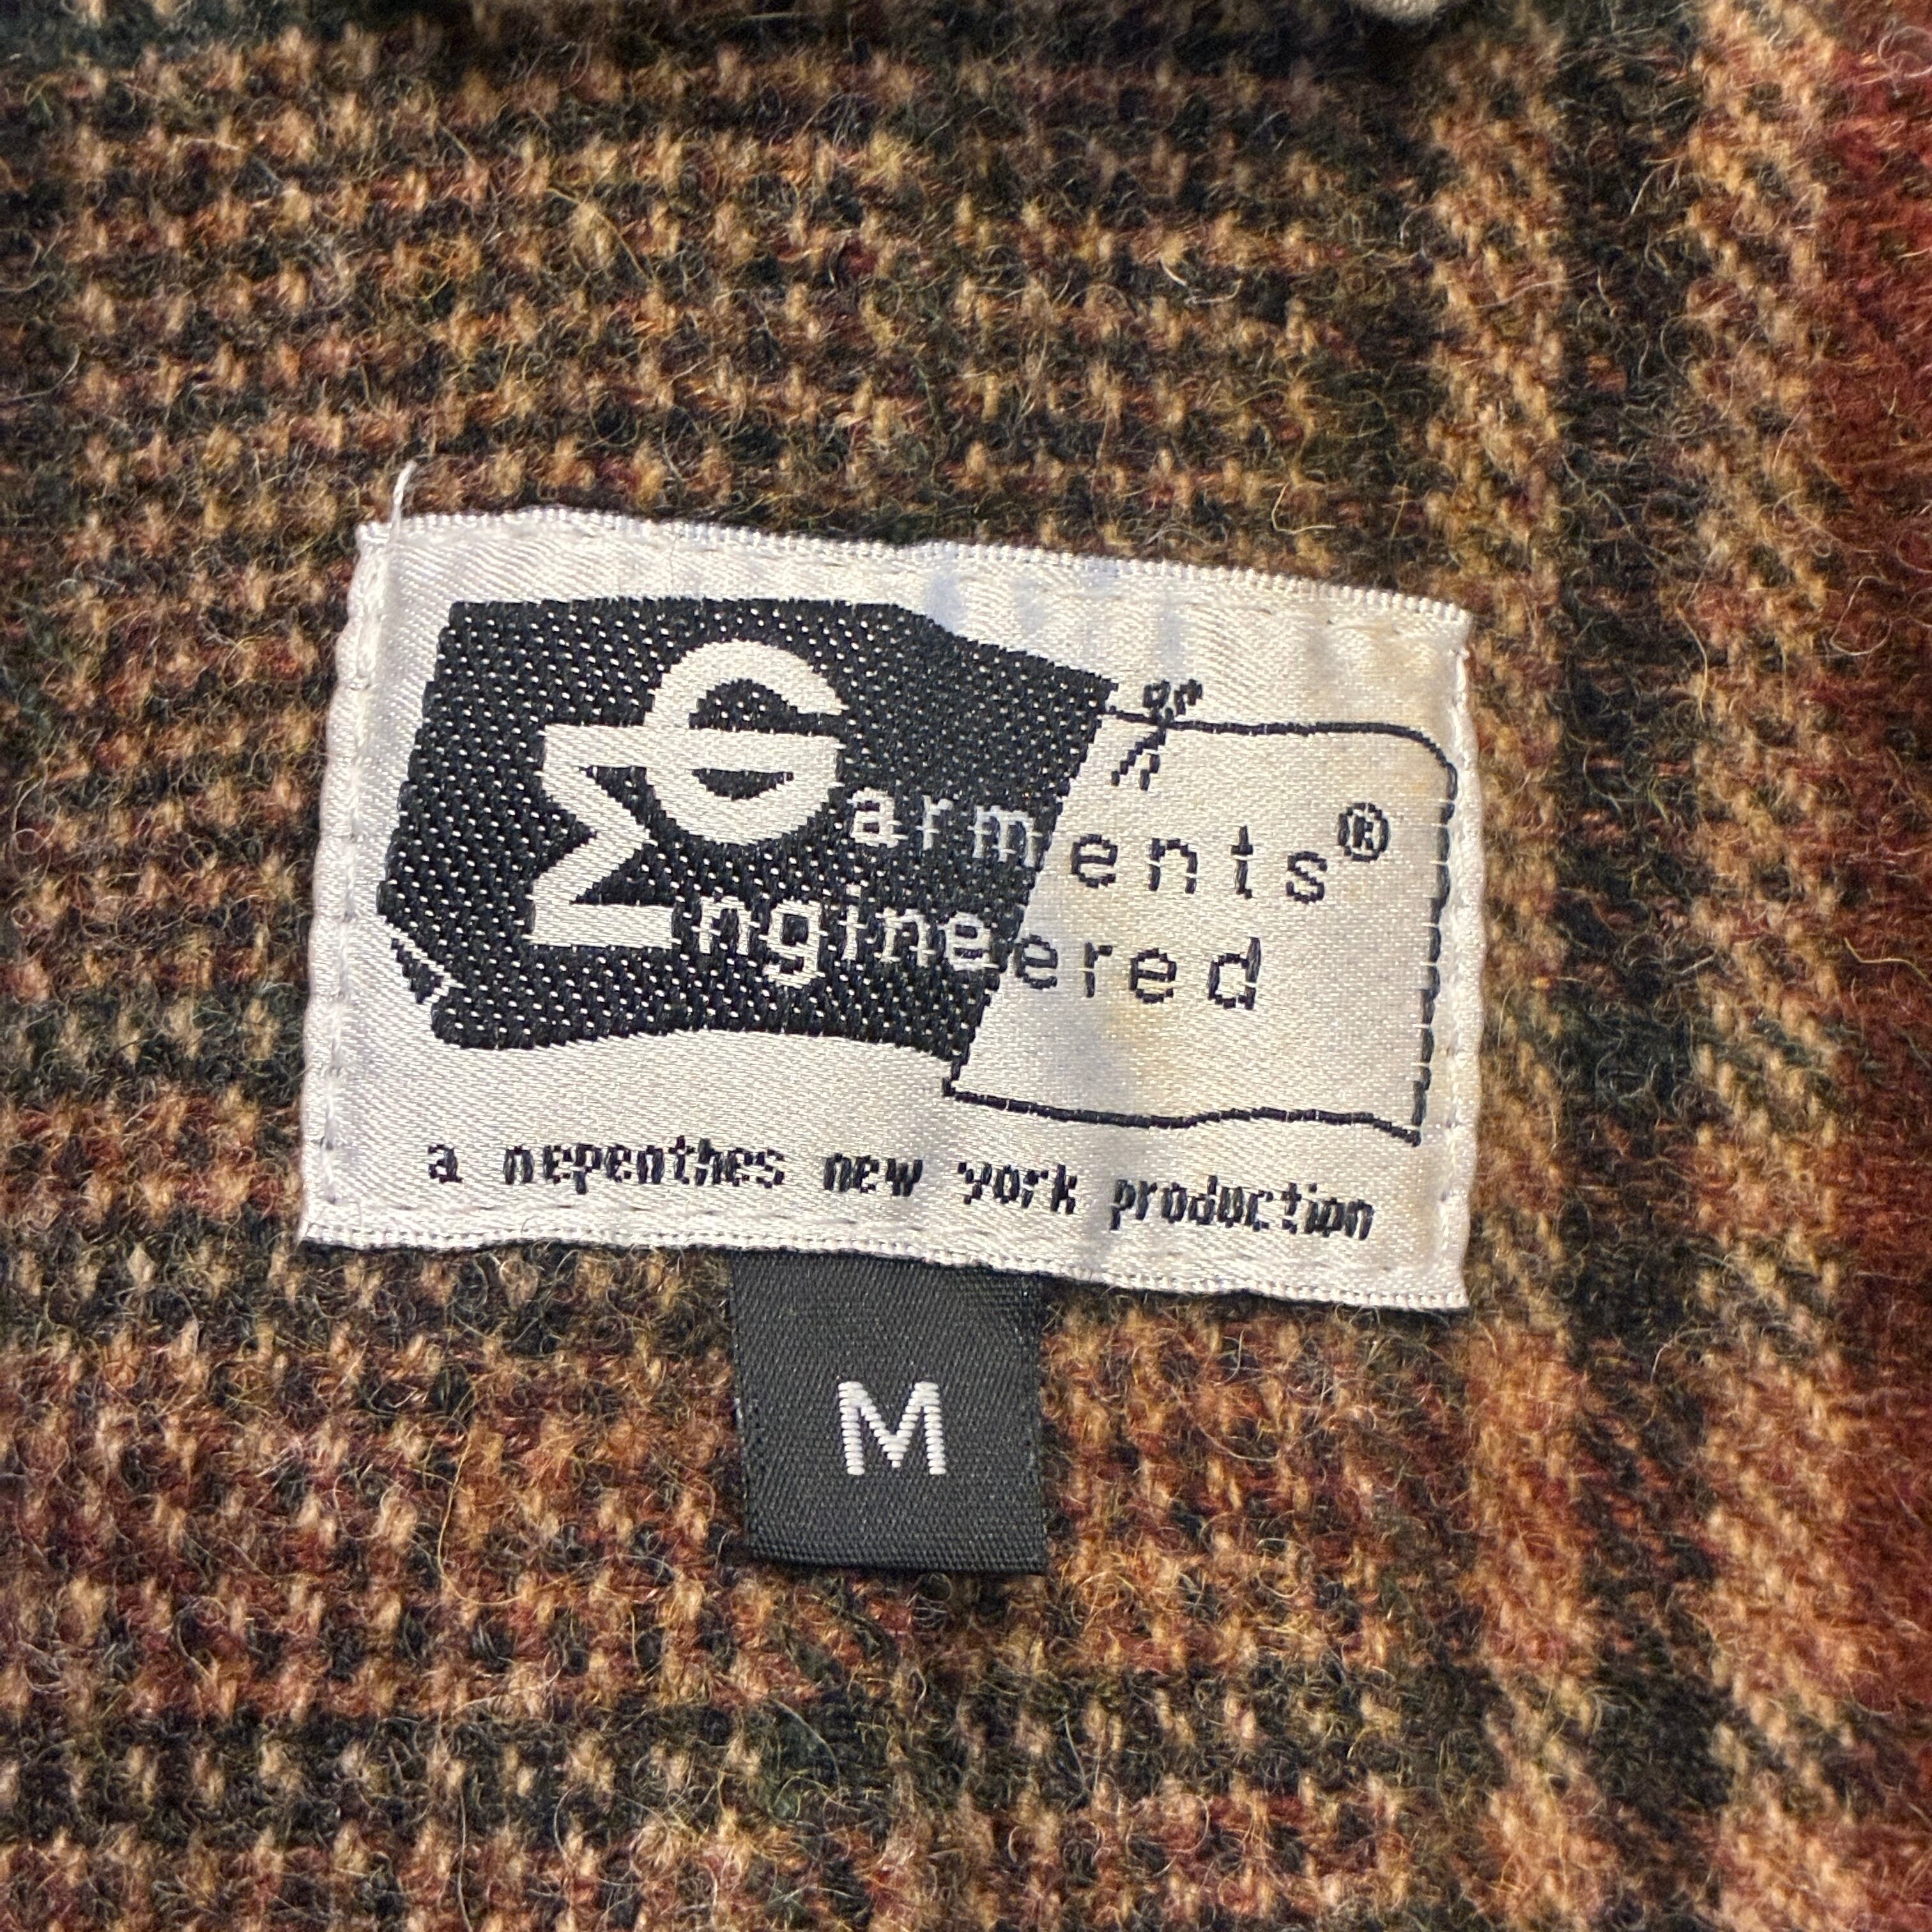 Garments®
Engineered
a nepenthes new york production
M